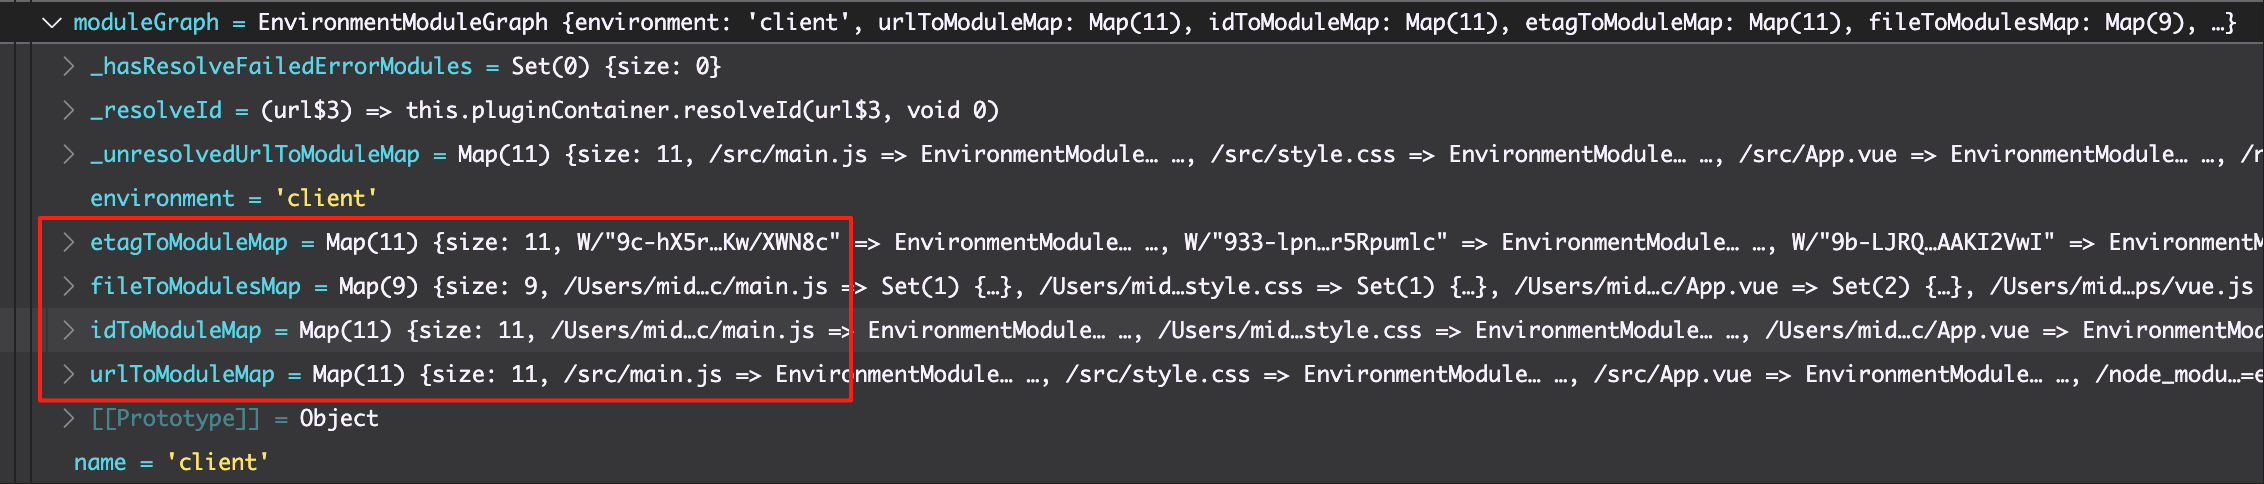 moduleGraph = EnvironmentModuleGraph {environment: 'client', urlToModuleMap: Map(11), idToModuleMap: Map(11), etagToModuleMap: Map(11), fileToModulesMap: Map(9), …}
_hasResolveFailedErrorModules = Set(0) {size: 0}
_resolveId = (url$3) => this.pluginContainer.resolveId(url$3, void 0)
_unresolvedUrlToModuleMap = Map(11) {size: 11, /src/main.js => EnvironmentModule… …, /src/style.css => EnvironmentModule… …, /src/App.vue => EnvironmentModule… …, /r
environment = 'client'
etagToModuleMap = Map(11) {size: 11, W/"9c-hX5r…Kw/XWN8c" => EnvironmentModule… …, W/"933-lpn…r5Rpumlc" => EnvironmentModule… …, W/"9b-LJRQ…AAKI2VwI" => EnvironmentM
fileToModulesMap = Map(9) {size: 9, /Users/mid…c/main.js => Set(1) {…}, /Users/mid…style.css => Set(1) {…}, /Users/mid…c/App.vue => Set(2) {…}, /Users/mid…ps/vue.js
idToModuleMap = Map(11) {size: 11, /Users/mid…c/main.js => EnvironmentModule… …, /Users/mid…style.css => EnvironmentModule… …, /Users/mid…c/App.vue => EnvironmentMod
urlToModuleMap = Map(11) {size: 11, /src/main.js => EnvironmentModule… …, /src/style.css => EnvironmentModule… …, /src/App.vue => EnvironmentModule… …, /node_modu…=e
[[Prototype]] = Object
name = 'client'